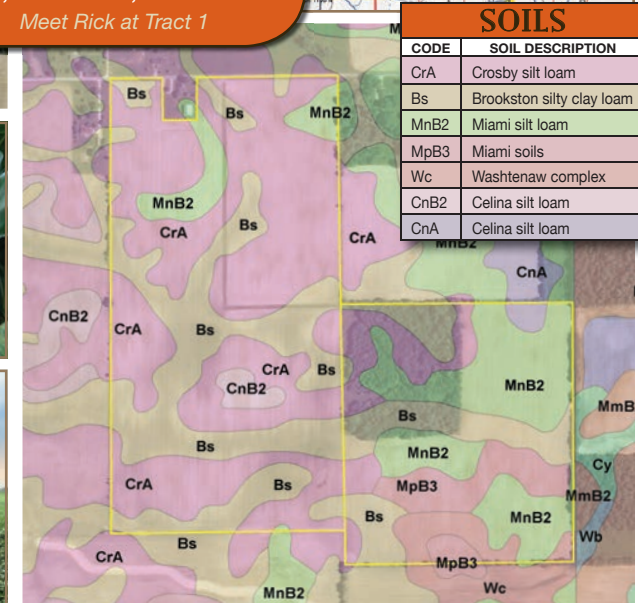 Meet Rick at Tract 1
SOILS
CODE SOIL DESCRIPTION
CrA Crosby silt loam
Bs Brookston silty clay loam
MnB2 Miami silt loam
MpB3 Miami soils
Wc Washtenaw complex
CnB2 Celina silt loam
CnA Celina silt loam
Bs
Bs
MnB2
MnB2
CrA
Bs
CrA
MnB2
CnA
CnB2
CrA
Bs
CrA
Bs
CnB2
MnB2
MmB
Bs
Bs
MnB2
Cy
CrA
Bs
MpB3
MmB2
Bs
MnB2
Wb
Bs
CrA
MpB3
MnB2
Wc